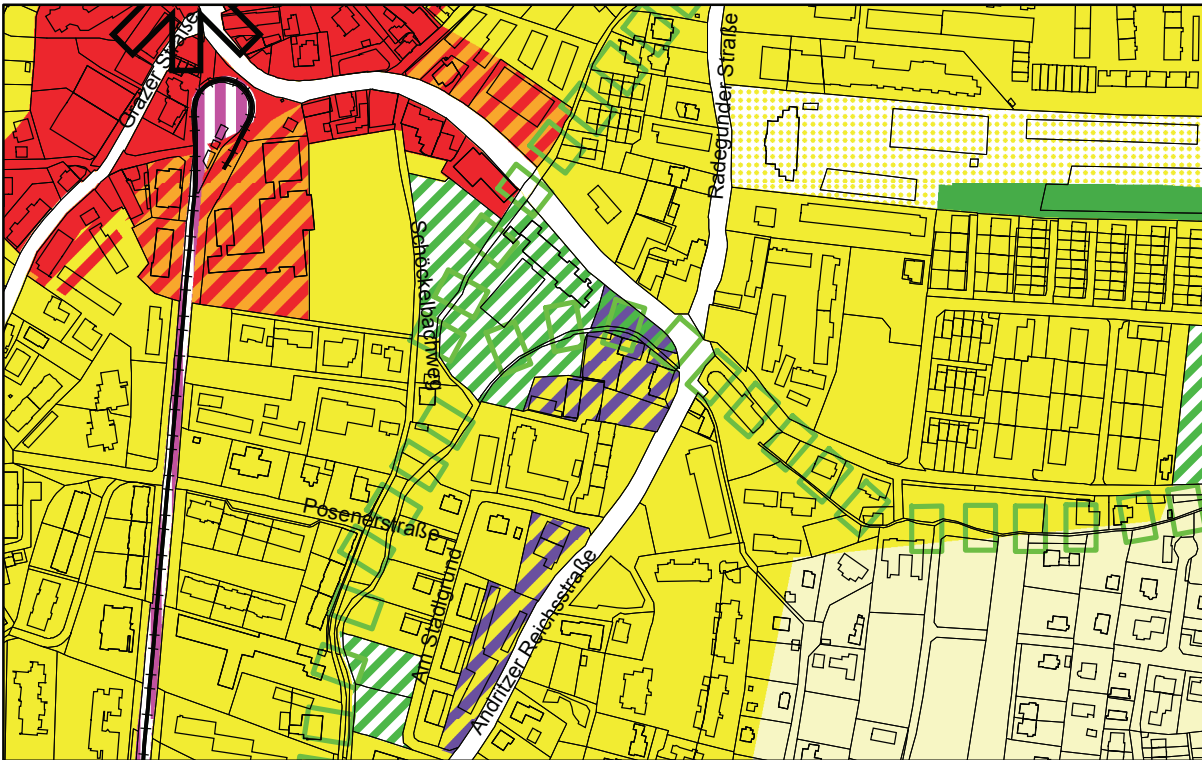 Grazer Straße
Radegunder Straße
Schöckelbachweg
Posenerstraße
Am Stadlgrund
Andritzer Reichsstraße